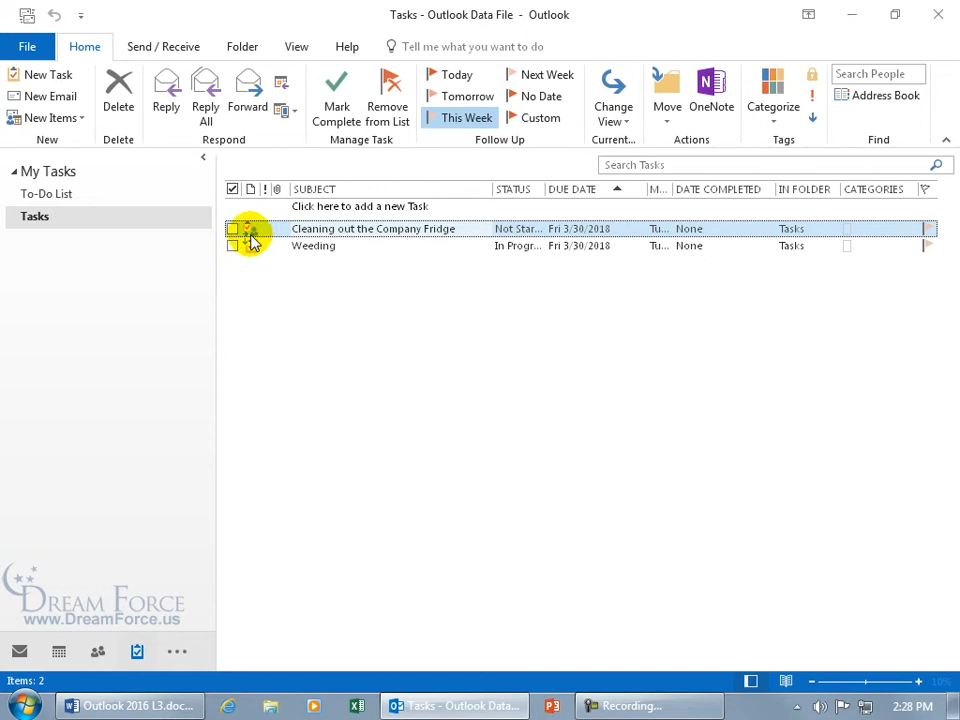 Tasks - Outlook Data File - Outlook
File Home Send / Receive Folder View Help Tell me what you want to do
New Task
New Email
New Items
New
Delete
Delete
Reply
Reply All
Forward
Respond
Mark Complete
Remove from List
Manage Task
Today
Tomorrow
This Week
Next Week
No Date
Custom
Follow Up
Change View
Current...
Move
OneNote
Actions
Categorize
Tags
Search People
Address Book
Find
My Tasks
To-Do List
Tasks
Search Tasks
SUBJECT STATUS DUE DATE M... DATE COMPLETED IN FOLDER CATEGORIES
Click here to add a new Task
Cleaning out the Company Fridge Not Star... Fri 3/30/2018 Tu... None Tasks
Weeding In Progr... Fri 3/30/2018 Tu... None Tasks
DREAM FORCE
www.DreamForce.us
Items: 2
10%
Outlook 2016 L3.doc... Tasks - Outlook Data... Recording... 2:28 PM